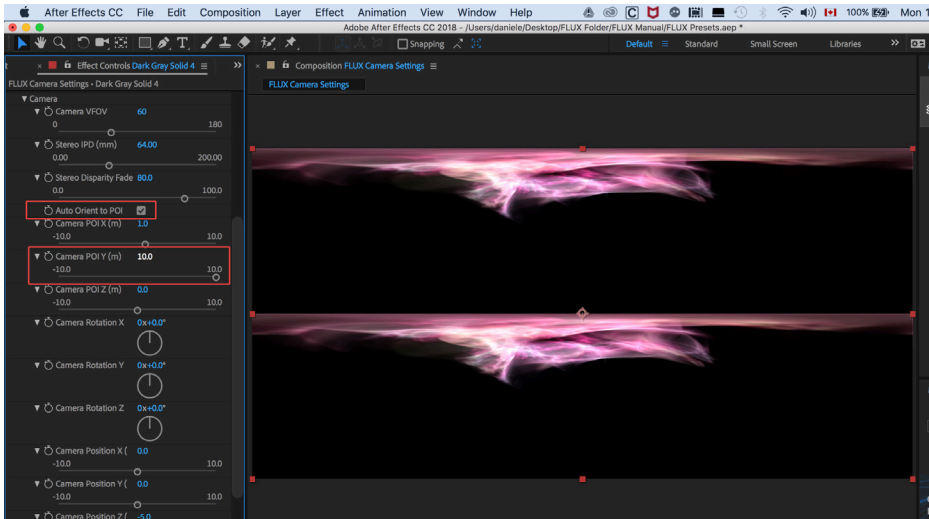 After Effects CC File Edit Composition Layer Effect Animation View Window Help 100% Mon 1
Adobe After Effects CC 2018 - /Users/daniele/Desktop/FLUX Folder/FLUX Manual/FLUX Presets.aep *
Snapping Default Standard Small Screen Libraries
t × Effect Controls Dark Gray Solid 4 × Composition FLUX Camera Settings
FLUX Camera Settings • Dark Gray Solid 4 FLUX Camera Settings
Camera
Camera VFOV 60
0 180
Stereo IPD (mm) 64.00
0.00 200.00
Stereo Disparity Fade 80.0
0.0 100.0
Auto Orient to POI
Camera POI X (m) 1.0
-10.0 10.0
Camera POI Y (m) 10.0
-10.0 10.0
Camera POI Z (m) 0.0
-10.0 10.0
Camera Rotation X 0x+0.0°
Camera Rotation Y 0x+0.0°
Camera Rotation Z 0x+0.0°
Camera Position X ( 0.0
-10.0 10.0
Camera Position Y ( 0.0
-10.0 10.0
Camera Position Z ( -5.0